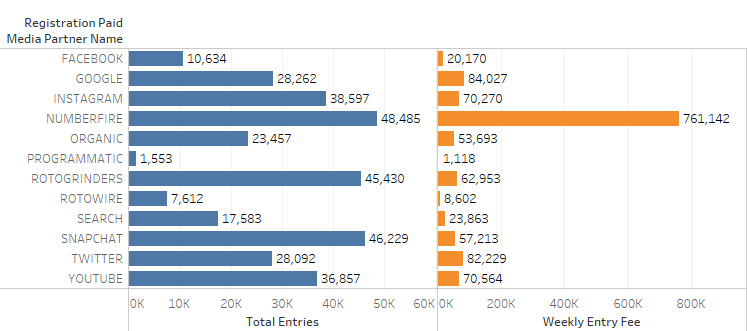 Registration Paid
Media Partner Name
FACEBOOK 10,634 20,170
GOOGLE 28,262 84,027
INSTAGRAM 38,597 70,270
NUMBERFIRE 48,485 761,142
ORGANIC 23,457 53,693
PROGRAMMATIC 1,553 1,118
ROTOGRINDERS 45,430 62,953
ROTOWIRE 7,612 8,602
SEARCH 17,583 23,863
SNAPCHAT 46,229 57,213
TWITTER 28,092 82,229
YOUTUBE 36,857 70,564
0K 10K 20K 30K 40K 50K 60K 0K 200K 400K 600K 800K
Total Entries Weekly Entry Fee